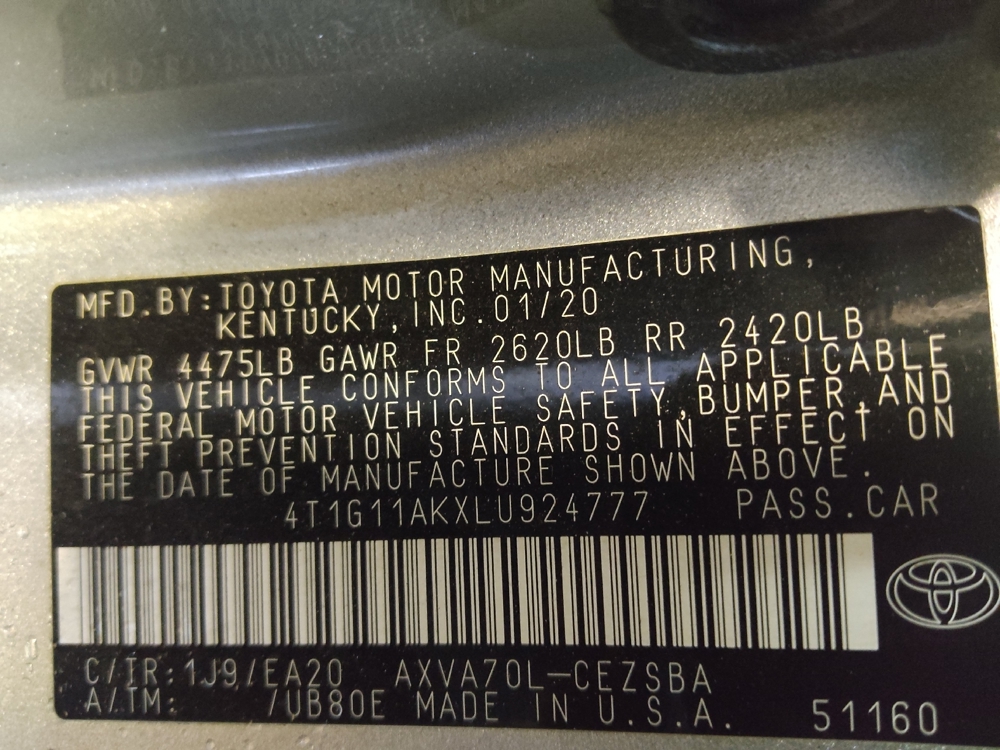 MFD.BY:TOYOTA MOTOR MANUFACTURING,
KENTUCKY,INC.01/20
GVWR 4475LB GAWR FR 2620LB RR 2420LB
THIS VEHICLE CONFORMS TO ALL APPLICABLE
FEDERAL MOTOR VEHICLE SAFETY,BUMPER,AND
THEFT PREVENTION STANDARDS IN EFFECT ON
THE DATE OF MANUFACTURE SHOWN ABOVE.
4T1G11AKXLU924777 PASS.CAR
C/TR:1J9/EA20 AXVA70L-CEZSBA
A/TM: /UB80E MADE IN U.S.A. 51160